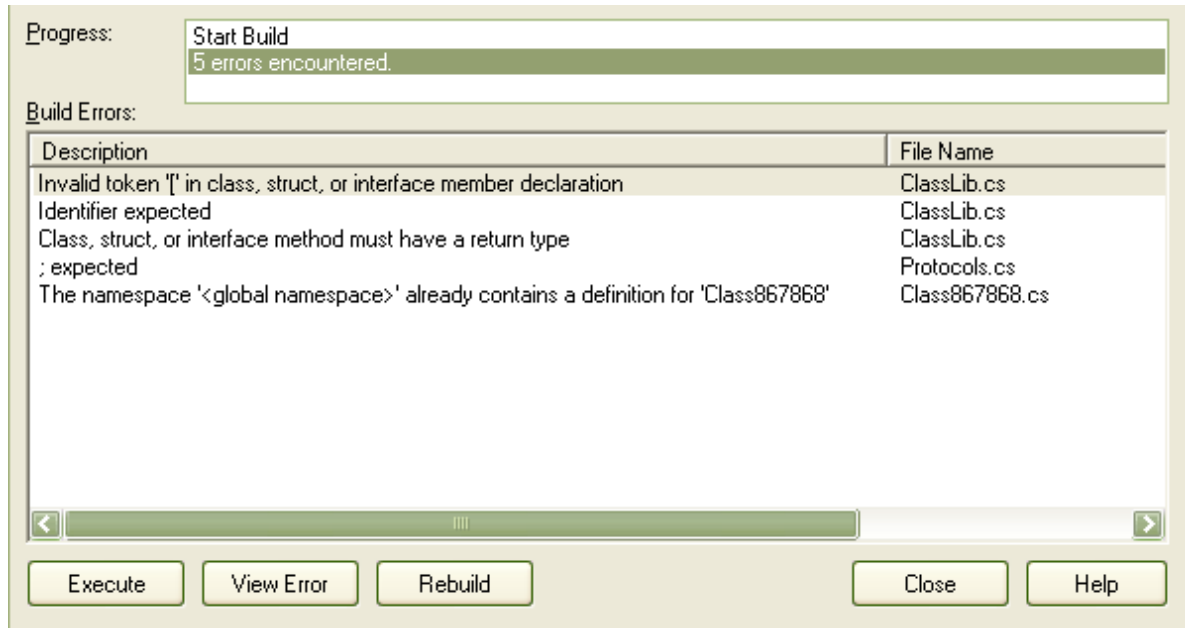 Progress:
Start Build
5 errors encountered.
Build Errors:
Description File Name
Invalid token '[' in class, struct, or interface member declaration ClassLib.cs
Identifier expected ClassLib.cs
Class, struct, or interface method must have a return type ClassLib.cs
; expected Protocols.cs
The namespace '<global namespace>' already contains a definition for 'Class867868' Class867868.cs
Execute View Error Rebuild Close Help